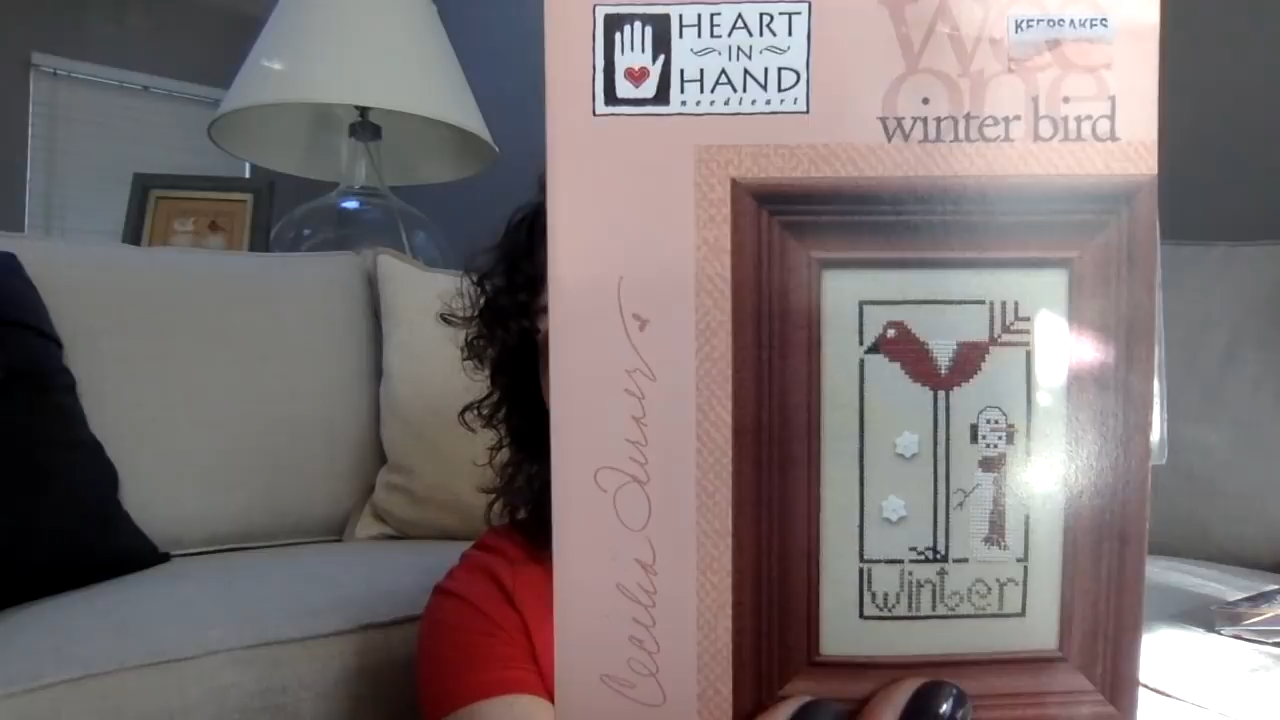 HEART
IN
HAND
needleart
KEEPSAKES
wee
one
winter bird
Cecilia Turner
Winter